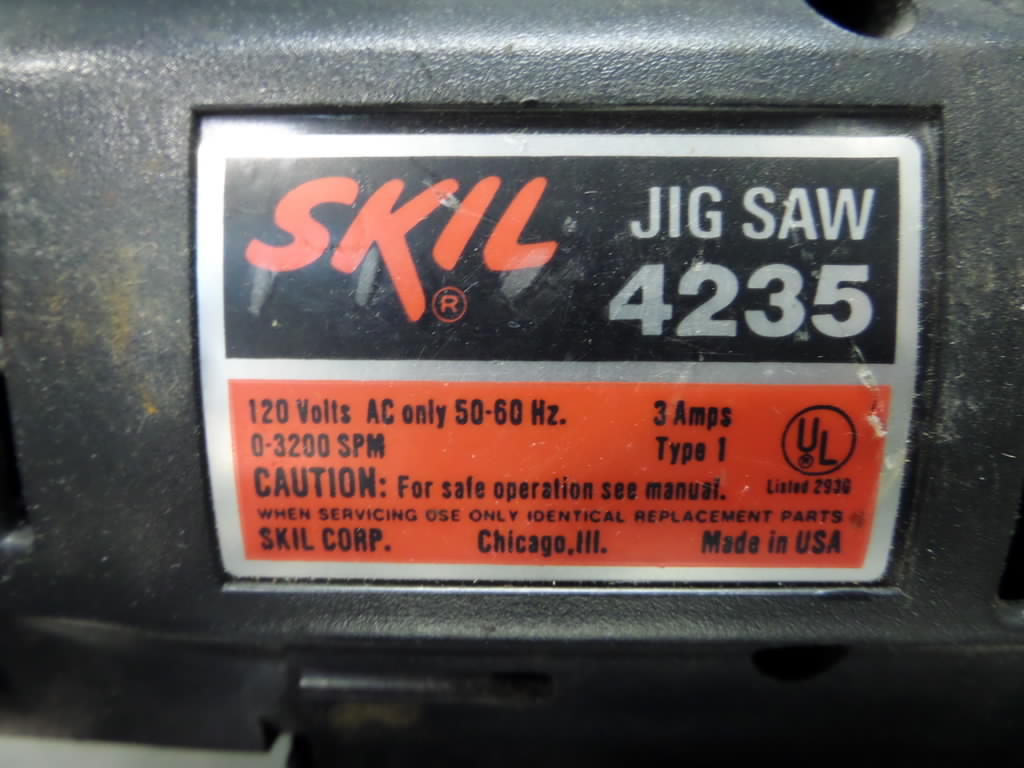 SKIL ®
JIG SAW
4235
120 Volts AC only 50-60 Hz. 3 Amps
0-3200 SPM Type 1
UL ®
CAUTION: For safe operation see manual. Listed 293G
WHEN SERVICING USE ONLY IDENTICAL REPLACEMENT PARTS
SKIL CORP. Chicago, Ill. Made in USA